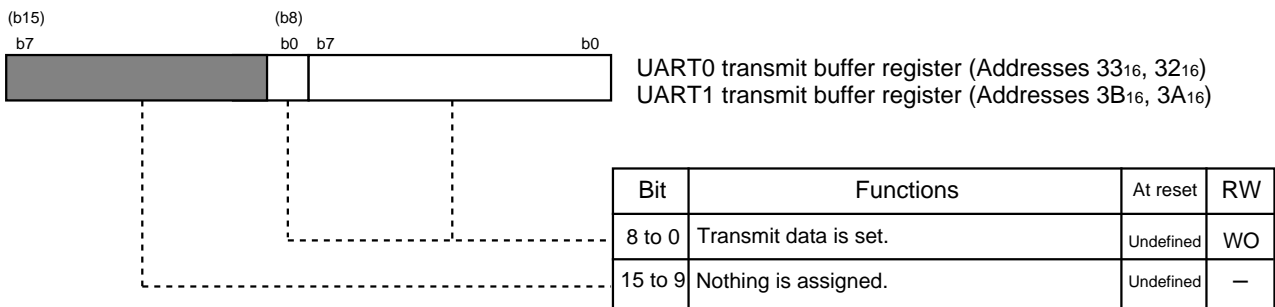 (b15) (b8)
b7 b0 b7 b0
UART0 transmit buffer register (Addresses 33₁₆, 32₁₆)
UART1 transmit buffer register (Addresses 3B₁₆, 3A₁₆)
Bit Functions At reset RW
8 to 0 Transmit data is set. Undefined WO
15 to 9 Nothing is assigned. Undefined –